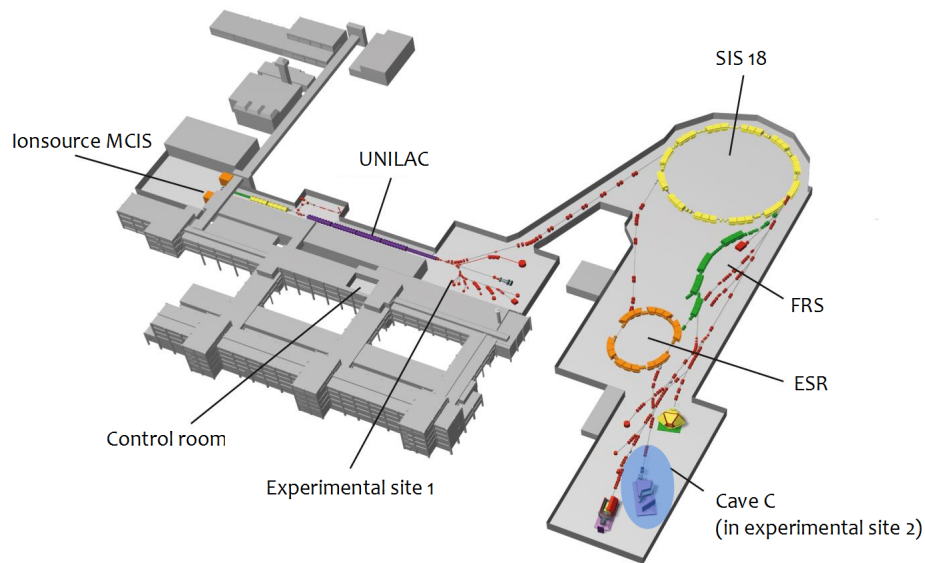 SIS 18
Ionsource MCIS
UNILAC
FRS
ESR
Control room
Experimental site 1
Cave C
(in experimental site 2)